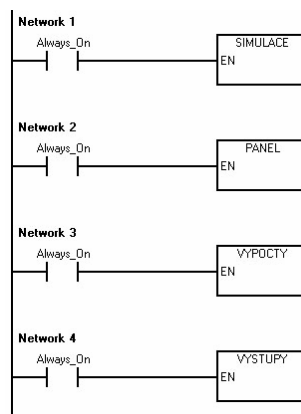 Network 1
Always_On
SIMULACE
EN
Network 2
Always_On
PANEL
EN
Network 3
Always_On
VYPOCTY
EN
Network 4
Always_On
VYSTUPY
EN